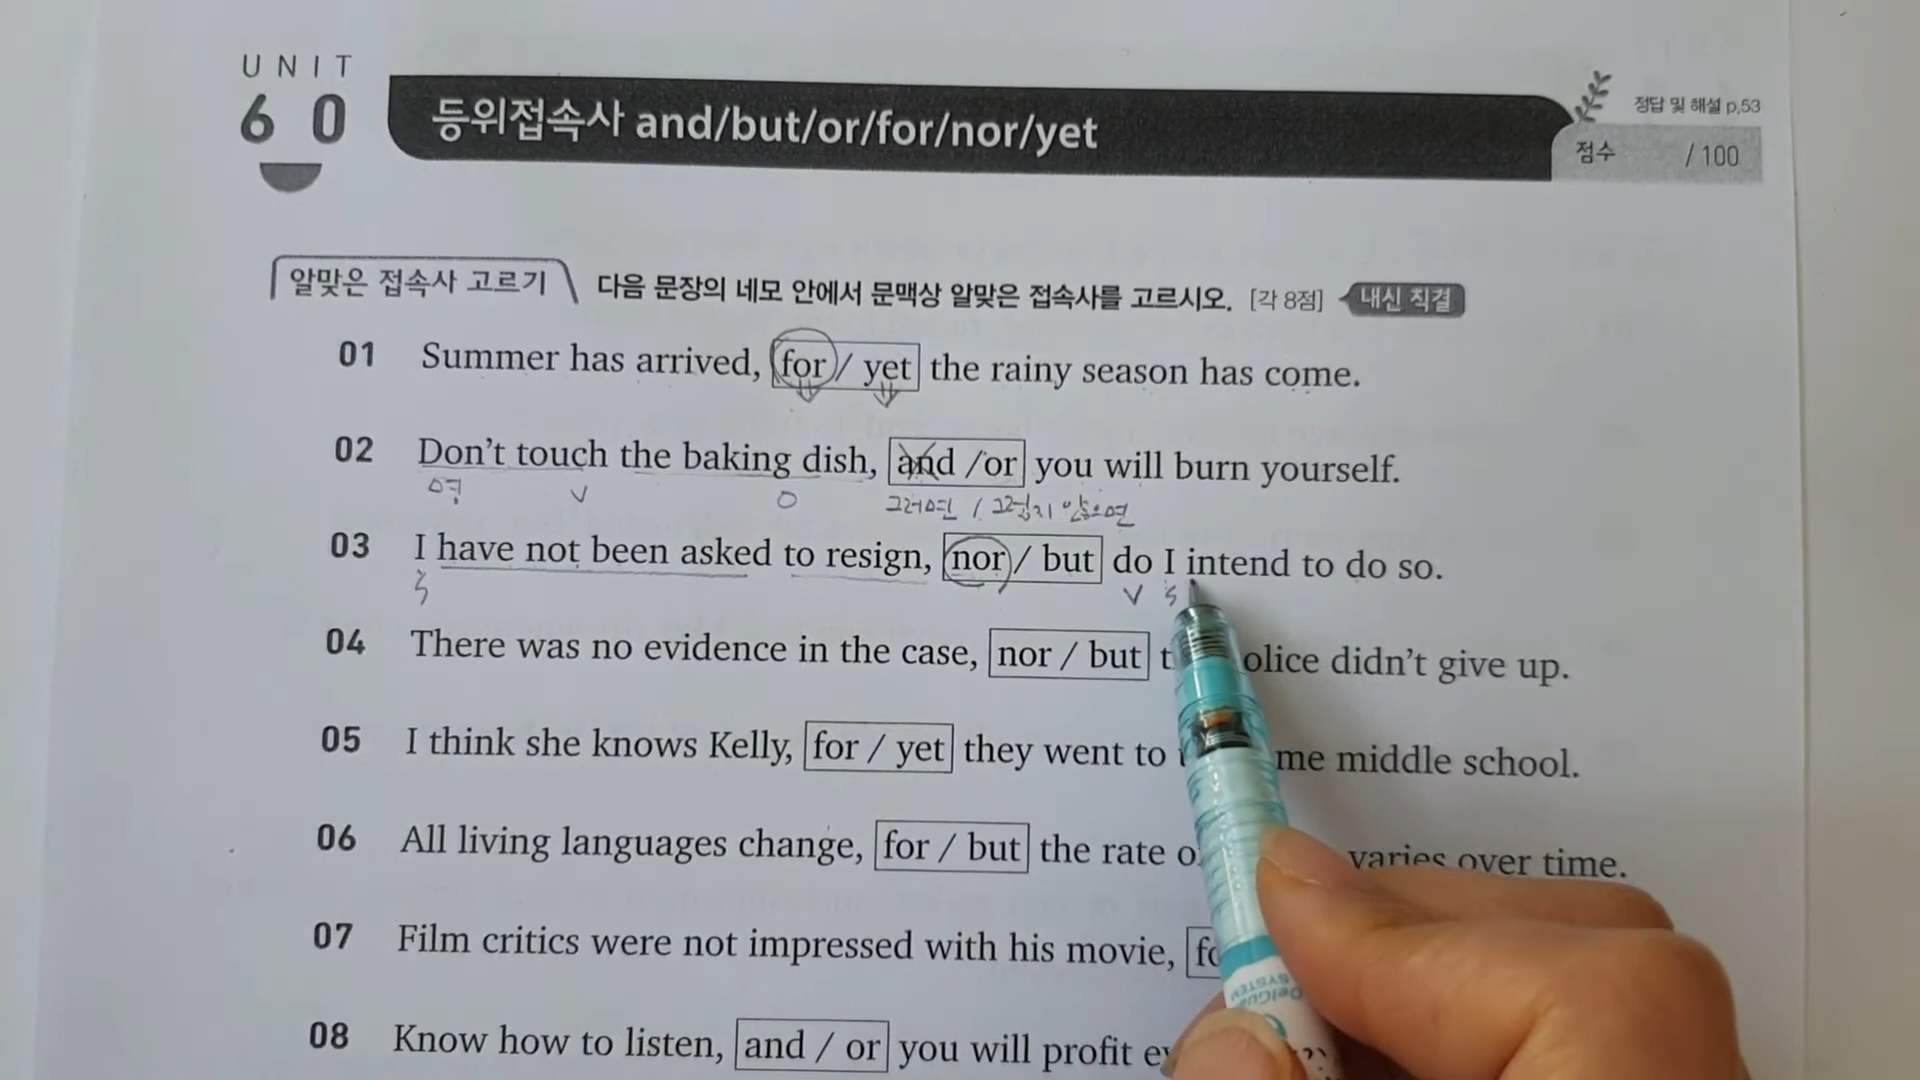 UNIT
60
등위접속사 and/but/or/for/nor/yet
정답 및 해설 p.53
점수 / 100
알맞은 접속사 고르기 다음 문장의 네모 안에서 문맥상 알맞은 접속사를 고르시오. [각 8점] 내신 직결
01 Summer has arrived, for / yet the rainy season has come.
02 Don't touch the baking dish, and / or you will burn yourself.
명 V O 그러면 / 그렇지 않으면
03 I have not been asked to resign, nor / but do I intend to do so.
S V S
04 There was no evidence in the case, nor / but olice didn't give up.
05 I think she knows Kelly, for / yet they went to me middle school.
06 All living languages change, for / but the rate varies over time.
07 Film critics were not impressed with his movie,
08 Know how to listen, and / or you will profit
DelGuard
SYSTEM